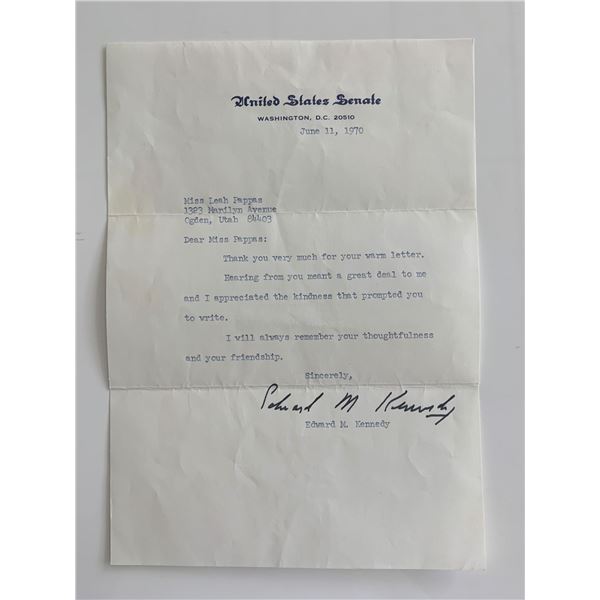 United States Senate
WASHINGTON, D.C. 20510
June 11, 1970
Miss Leah Pappas
1323 Marilyn Avenue
Ogden, Utah 84403
Dear Miss Pappas:
Thank you very much for your warm letter.
Hearing from you meant a great deal to me
and I appreciated the kindness that prompted you
to write.
I will always remember your thoughtfulness
and your friendship.
Sincerely,
Edward M Kennedy
Edward M. Kennedy